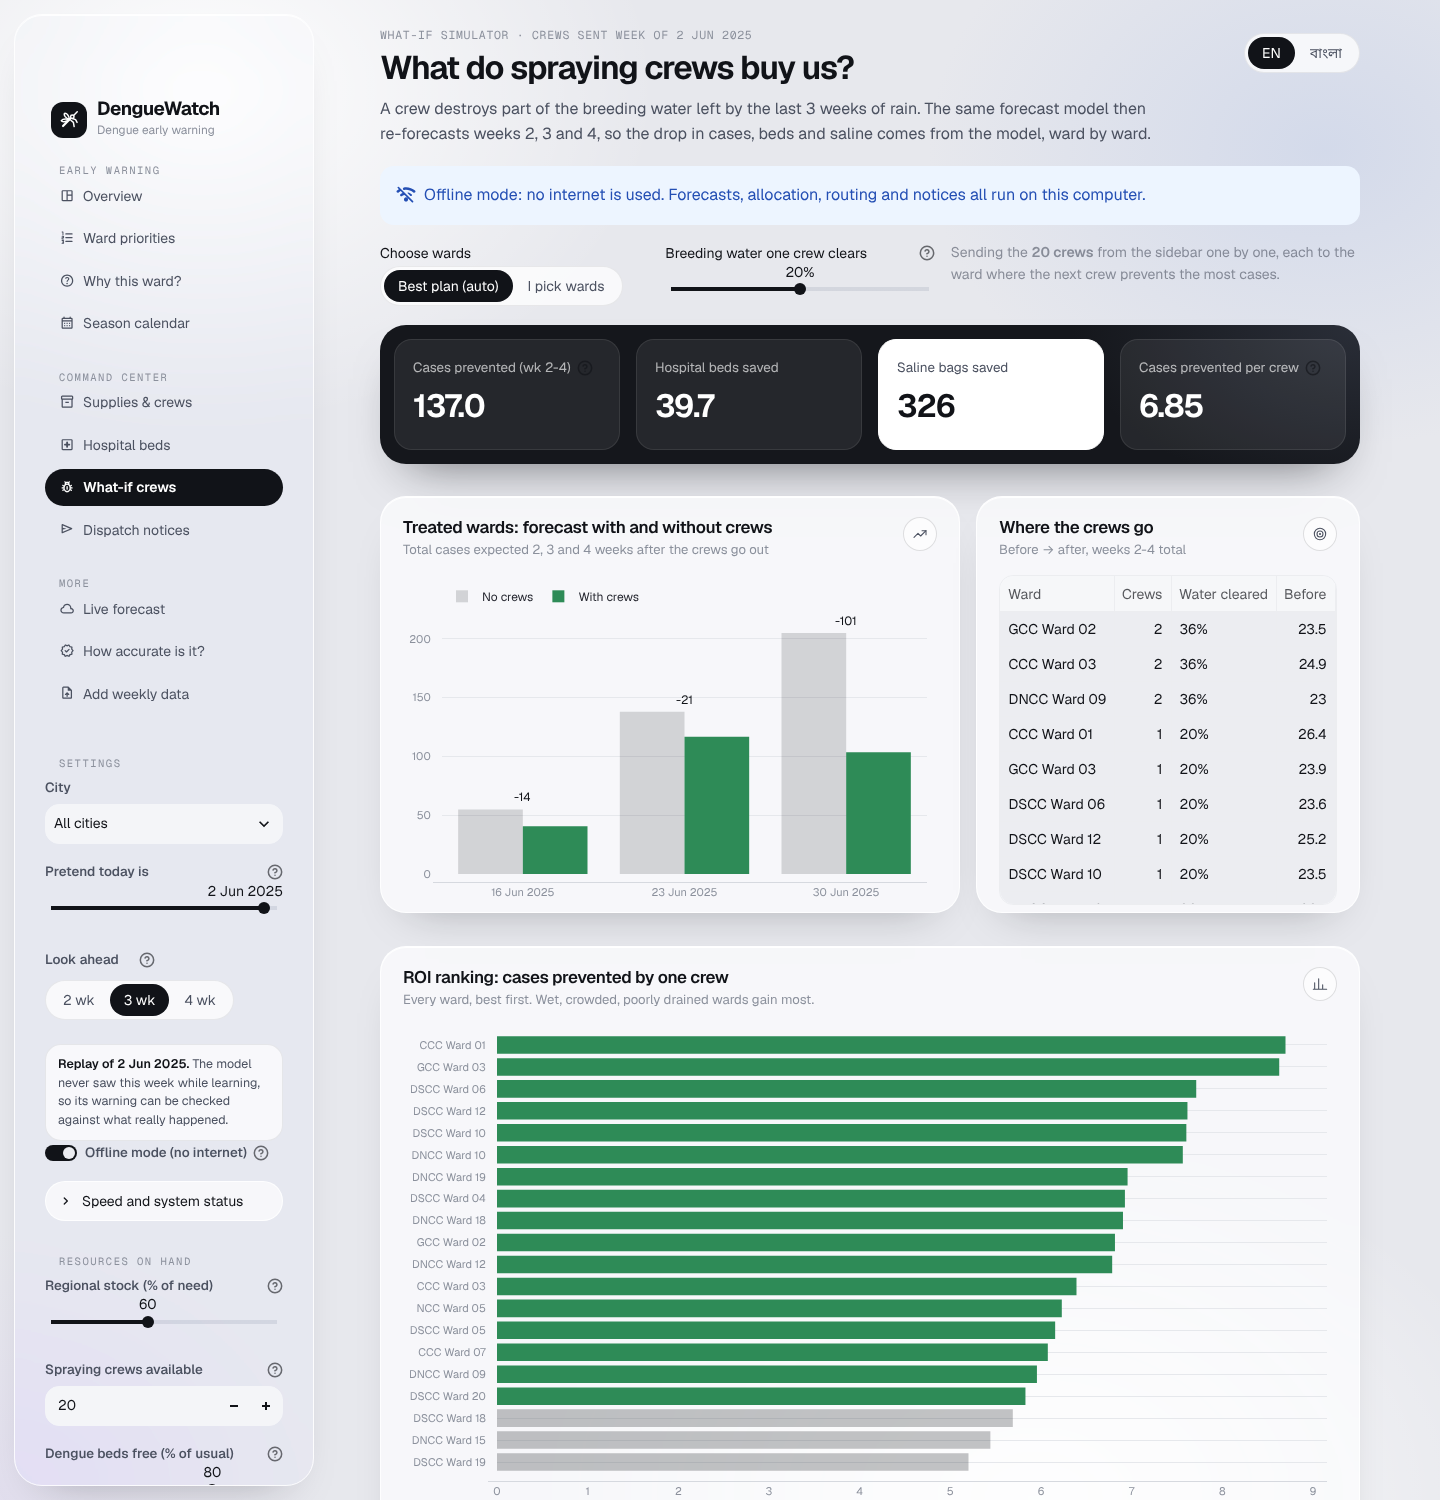 DengueWatch
Dengue early warning
EARLY WARNING
Overview
Ward priorities
Why this ward?
Season calendar
COMMAND CENTER
Supplies & crews
Hospital beds
What-if crews
Dispatch notices
MORE
Live forecast
How accurate is it?
Add weekly data
SETTINGS
City
All cities
Pretend today is
2 Jun 2025
Look ahead
2 wk 3 wk 4 wk
Replay of 2 Jun 2025. The model
never saw this week while learning,
so its warning can be checked
against what really happened.
Offline mode (no internet)
Speed and system status
RESOURCES ON HAND
Regional stock (% of need)
60
Spraying crews available
20
Dengue beds free (% of usual)
80
WHAT-IF SIMULATOR · CREWS SENT WEEK OF 2 JUN 2025
What do spraying crews buy us?
EN বাংলা
A crew destroys part of the breeding water left by the last 3 weeks of rain. The same forecast model then
re-forecasts weeks 2, 3 and 4, so the drop in cases, beds and saline comes from the model, ward by ward.
Offline mode: no internet is used. Forecasts, allocation, routing and notices all run on this computer.
Choose wards
Best plan (auto) I pick wards
Breeding water one crew clears
20%
Sending the 20 crews from the sidebar one by one, each to the
ward where the next crew prevents the most cases.
Cases prevented (wk 2-4)
137.0
Hospital beds saved
39.7
Saline bags saved
326
Cases prevented per crew
6.85
Treated wards: forecast with and without crews
Total cases expected 2, 3 and 4 weeks after the crews go out
No crews With crews
200
150
100
50
0
-14
-21
-101
16 Jun 2025 23 Jun 2025 30 Jun 2025
Where the crews go
Before → after, weeks 2-4 total
Ward Crews Water cleared Before
GCC Ward 02 2 36% 23.5
CCC Ward 03 2 36% 24.9
DNCC Ward 09 2 36% 23
CCC Ward 01 1 20% 26.4
GCC Ward 03 1 20% 23.9
DSCC Ward 06 1 20% 23.6
DSCC Ward 12 1 20% 25.2
DSCC Ward 10 1 20% 23.5
ROI ranking: cases prevented by one crew
Every ward, best first. Wet, crowded, poorly drained wards gain most.
CCC Ward 01
GCC Ward 03
DSCC Ward 06
DSCC Ward 12
DSCC Ward 10
DNCC Ward 10
DNCC Ward 19
DSCC Ward 04
DNCC Ward 18
GCC Ward 02
DNCC Ward 12
CCC Ward 03
NCC Ward 05
DSCC Ward 05
CCC Ward 07
DNCC Ward 09
DSCC Ward 20
DSCC Ward 18
DNCC Ward 15
DSCC Ward 19
0 1 2 3 4 5 6 7 8 9